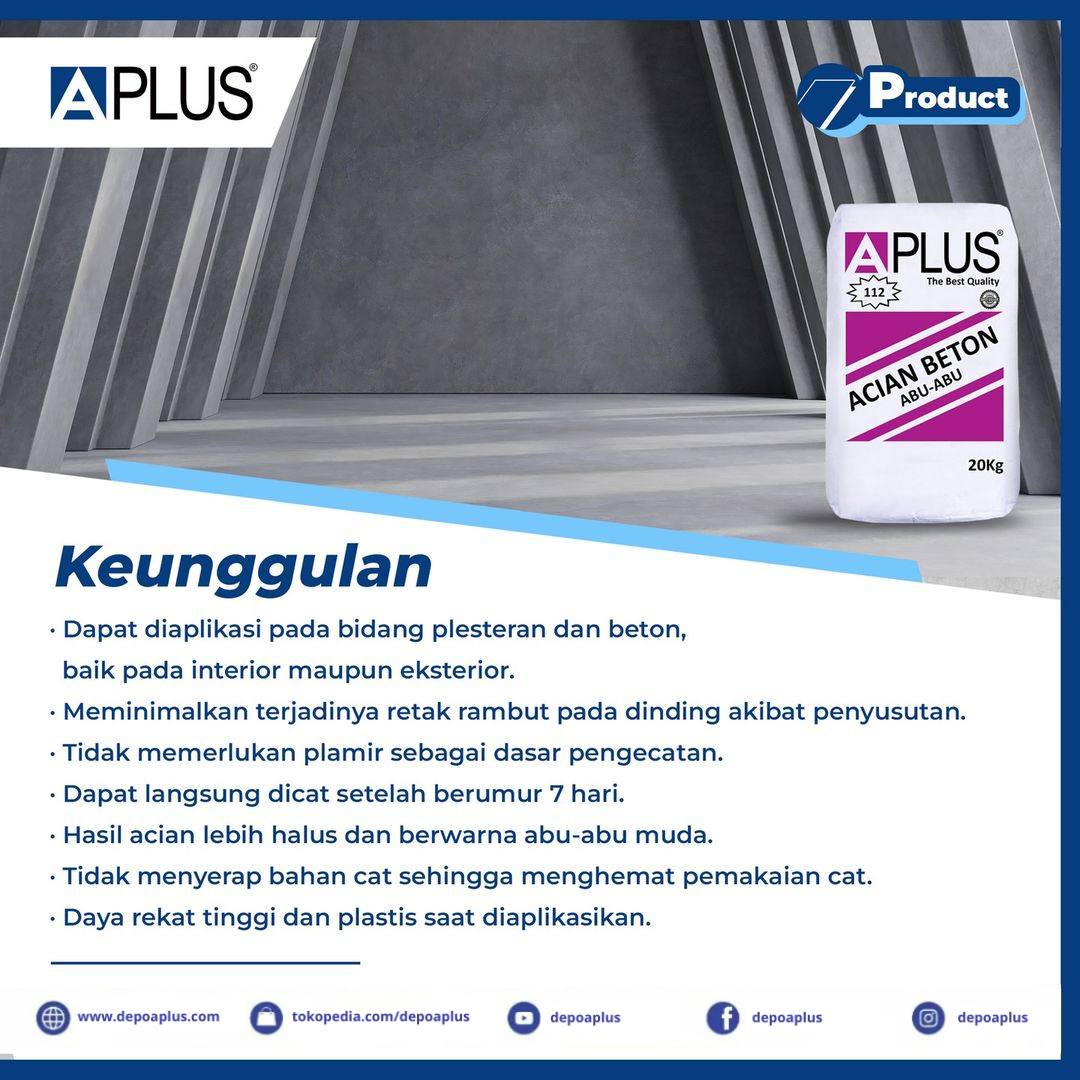 APLUS®
7 Product
APLUS®
The Best Quality
112
ACIAN BETON
ABU-ABU
20Kg
Keunggulan
· Dapat diaplikasi pada bidang plesteran dan beton,
baik pada interior maupun eksterior.
· Meminimalkan terjadinya retak rambut pada dinding akibat penyusutan.
· Tidak memerlukan plamir sebagai dasar pengecatan.
· Dapat langsung dicat setelah berumur 7 hari.
· Hasil acian lebih halus dan berwarna abu-abu muda.
· Tidak menyerap bahan cat sehingga menghemat pemakaian cat.
· Daya rekat tinggi dan plastis saat diaplikasikan.
www.depoaplus.com
tokopedia.com/depoaplus
depoaplus
depoaplus
depoaplus